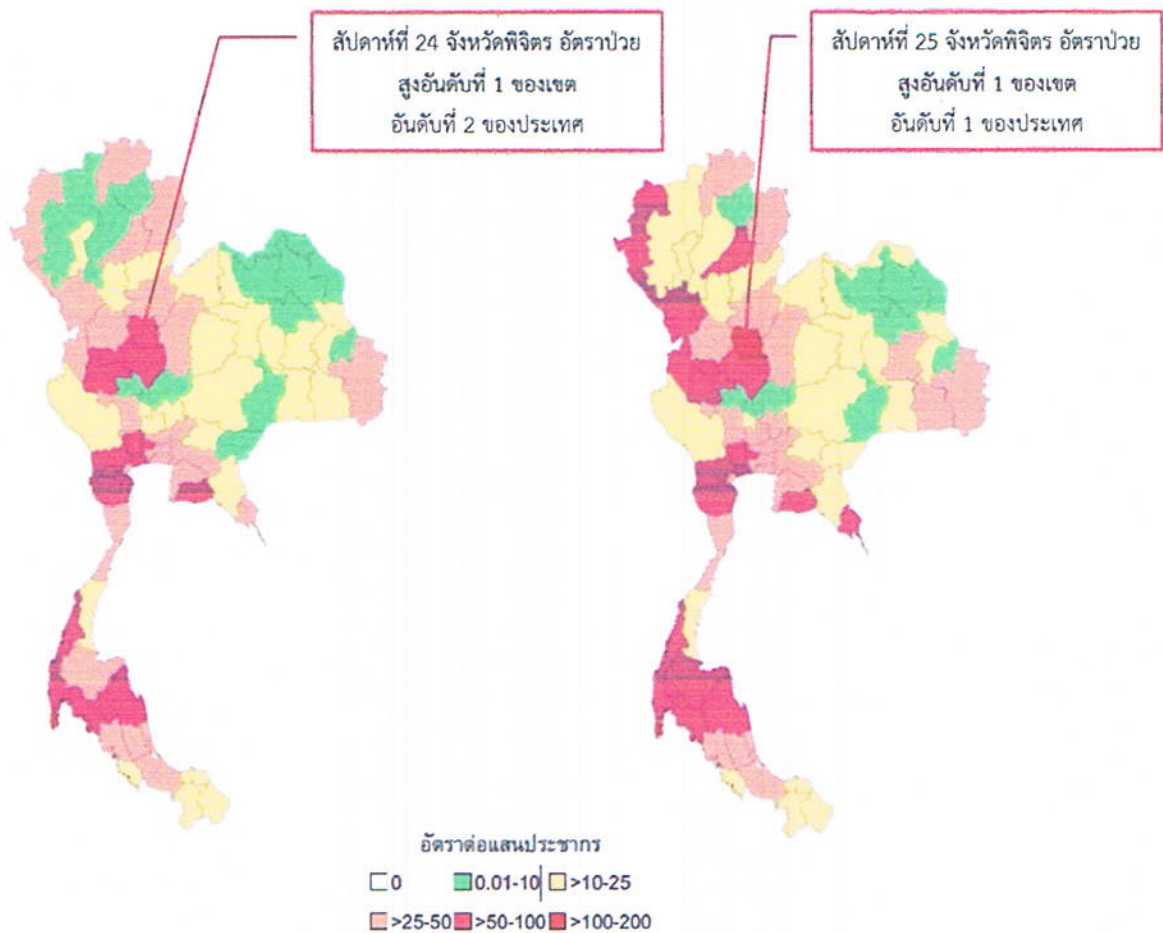 สัปดาห์ที่ 24 จังหวัดพิจิตร อัตราป่วย
สูงอันดับที่ 1 ของเขต
อันดับที่ 2 ของประเทศ
สัปดาห์ที่ 25 จังหวัดพิจิตร อัตราป่วย
สูงอันดับที่ 1 ของเขต
อันดับที่ 1 ของประเทศ
อัตราต่อแสนประชากร
0 0.01-10 >10-25
>25-50 >50-100 >100-200